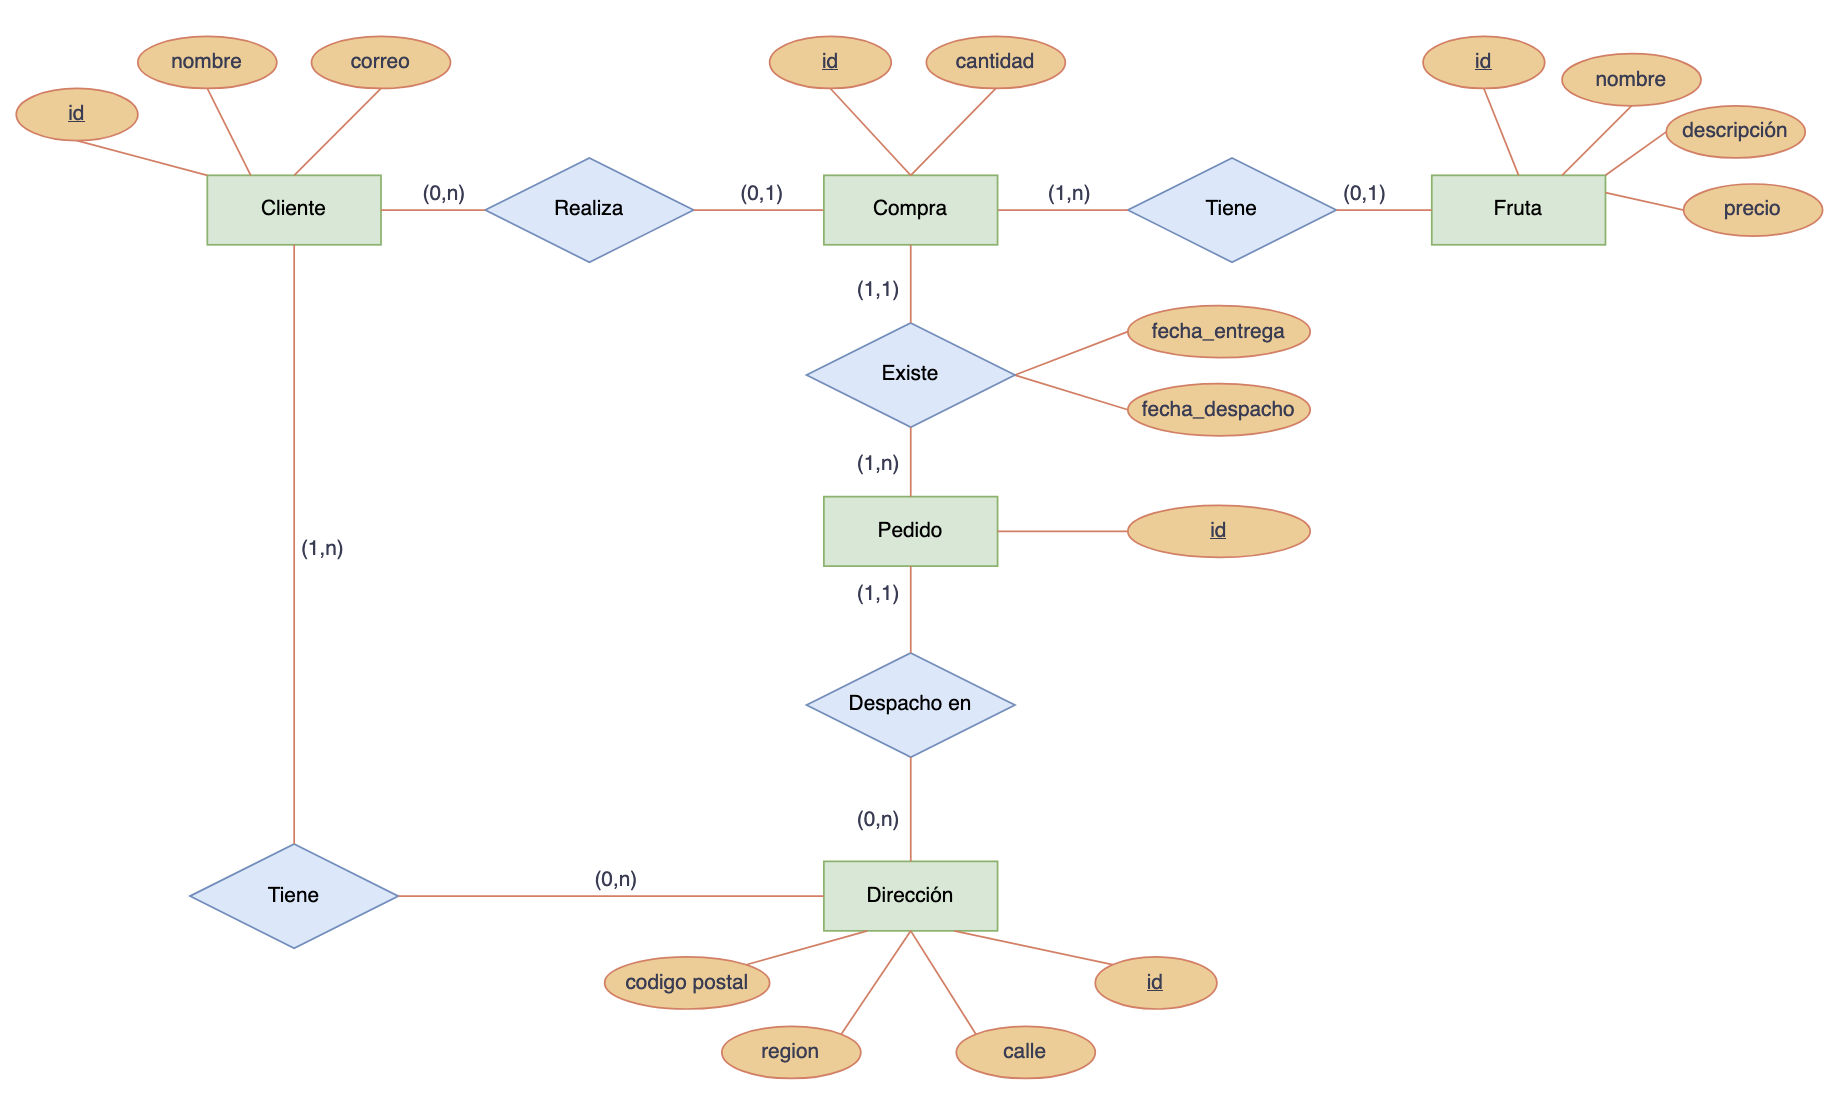 id
nombre
correo
id
cantidad
id
nombre
descripción
precio
Cliente
(0,n)
Realiza
(0,1)
Compra
(1,n)
Tiene
(0,1)
Fruta
(1,1)
fecha_entrega
Existe
fecha_despacho
(1,n)
Pedido
id
(1,n)
(1,1)
Despacho en
(0,n)
Tiene
(0,n)
Dirección
codigo postal
id
region
calle